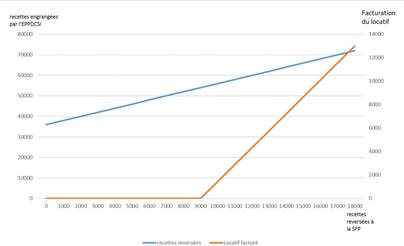 recettes engrangées
par l'EPPDCSI
Facturation
du locatif
80000
70000
60000
50000
40000
30000
20000
10000
0
14000
12000
10000
8000
6000
4000
2000
0
0 1000 2000 3000 4000 5000 6000 7000 8000 9000 10000 11000 12000 13000 14000 15000 16000 17000 18000
recettes
reversées à
la SPP
recettes reversées Locatif facturé